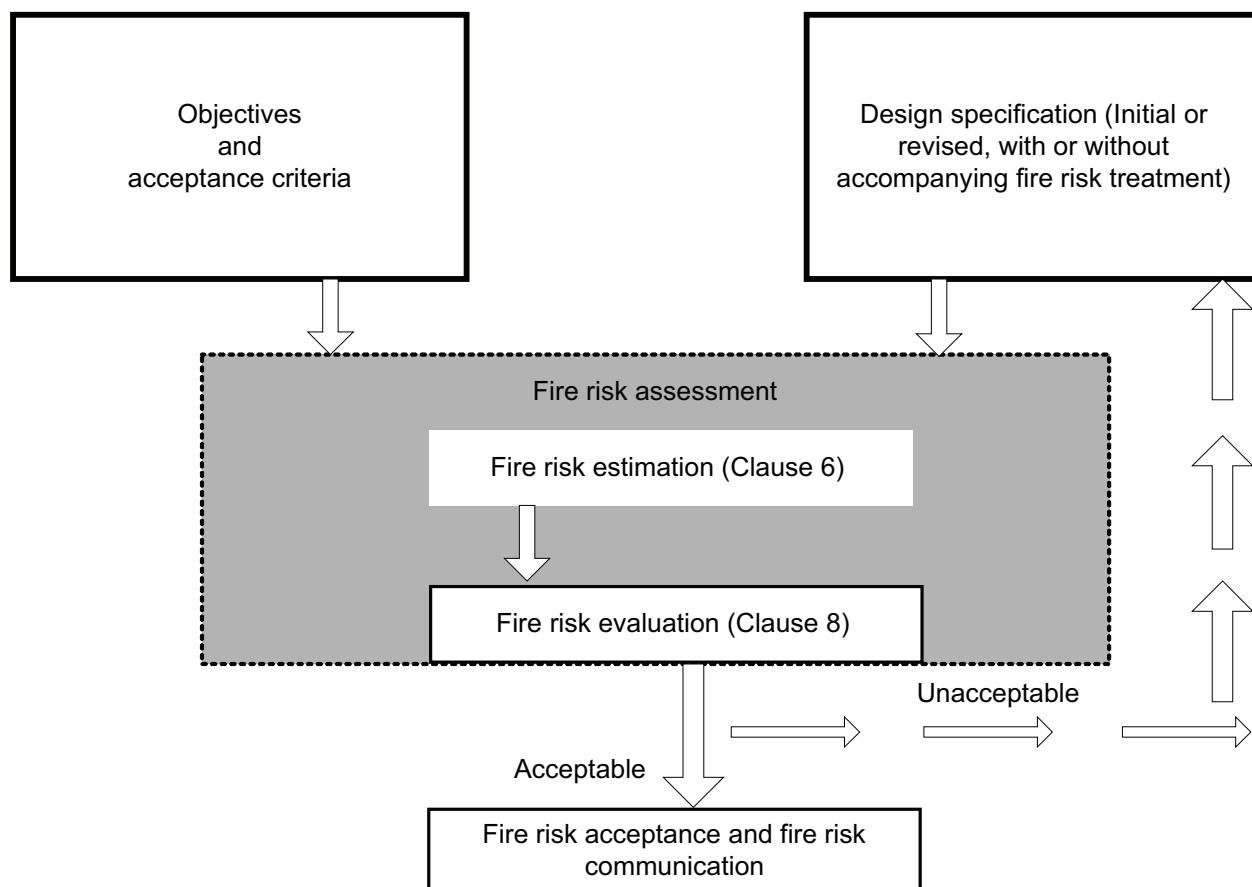 Objectives
and
acceptance criteria
Design specification (Initial or
revised, with or without
accompanying fire risk treatment)
Fire risk assessment
Fire risk estimation (Clause 6)
Fire risk evaluation (Clause 8)
Unacceptable
Acceptable
Fire risk acceptance and fire risk
communication